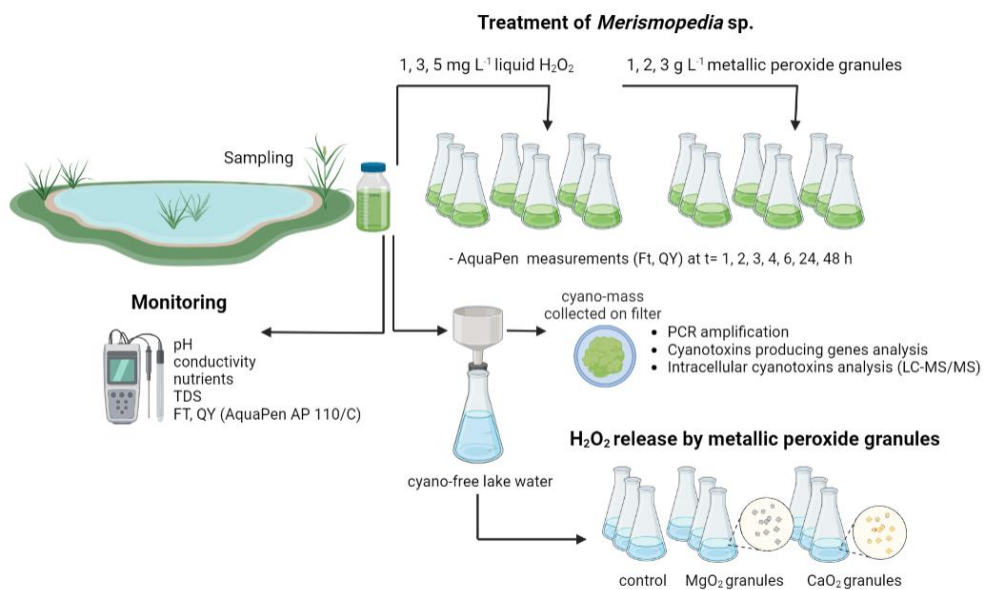 Treatment of Merismopedia sp.
1, 3, 5 mg L⁻¹ liquid H₂O₂
1, 2, 3 g L⁻¹ metallic peroxide granules
Sampling
- AquaPen measurements (Ft, QY) at t= 1, 2, 3, 4, 6, 24, 48 h
Monitoring
pH
conductivity
nutrients
TDS
FT, QY (AquaPen AP 110/C)
cyano-mass
collected on filter
• PCR amplification
• Cyanotoxins producing genes analysis
• Intracellular cyanotoxins analysis (LC-MS/MS)
cyano-free lake water
H₂O₂ release by metallic peroxide granules
control
MgO₂ granules
CaO₂ granules